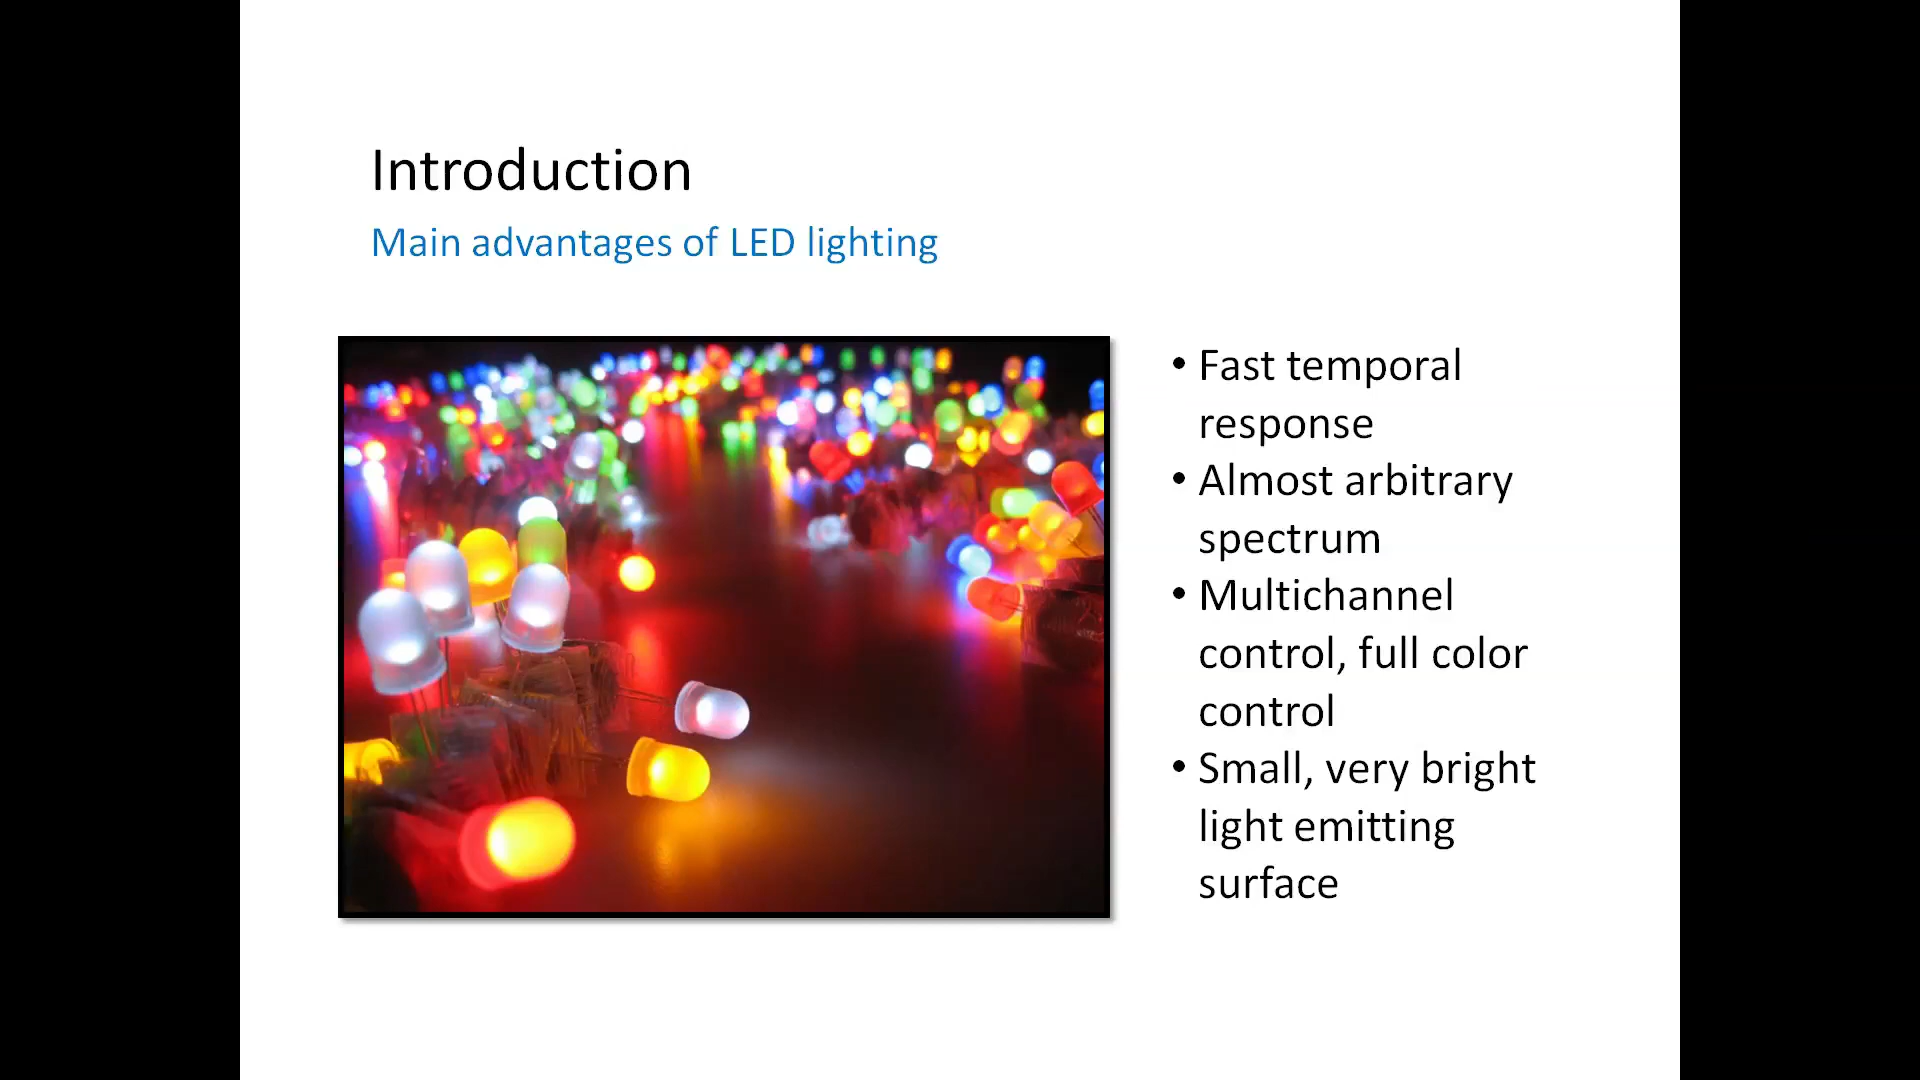 Introduction
Main advantages of LED lighting
• Fast temporal
response
• Almost arbitrary
spectrum
• Multichannel
control, full color
control
• Small, very bright
light emitting
surface